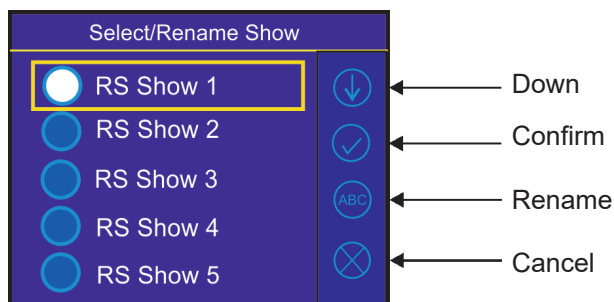 Select/Rename Show
RS Show 1
RS Show 2
RS Show 3
RS Show 4
RS Show 5
ABC
Down
Confirm
Rename
Cancel